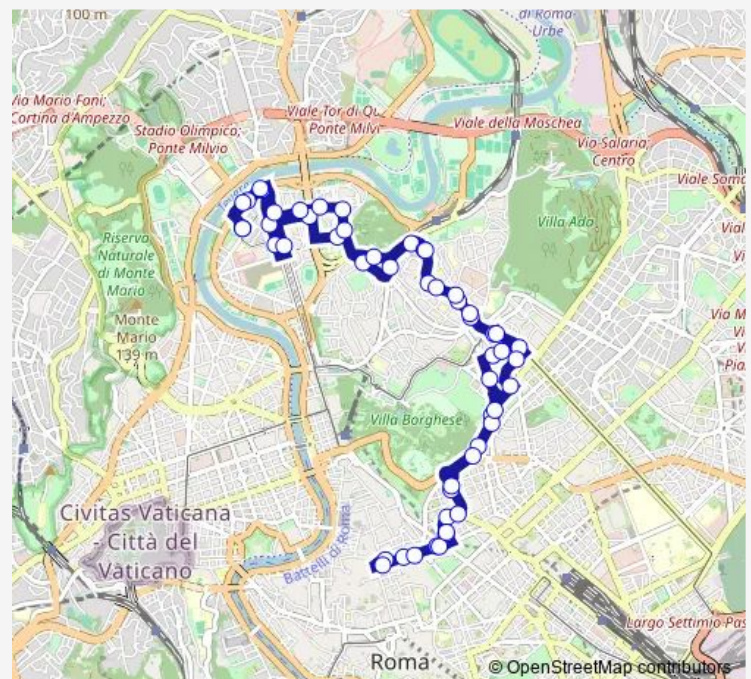 100 m
di Roma-
Urbe
Via Mario Fani;
Cortina d'Ampezzo
Viale Tor di Qu
Ponte Milvi
Viale della Moschea
Stadio Olimpico;
Ponte Milvio
Via Salaria;
Centro
Viale Som
Tevere
Villa Ada
Vial
Vi
Riserva
Naturale
di Monte
Mario
Monte
Mario
139 m
Via M
V
Pia
Villa Borghese
Civitas Vaticana
- Città del
Vaticano
Battelli di Roma
Largo Settimio Pas
Roma
© OpenStreetMap contributors